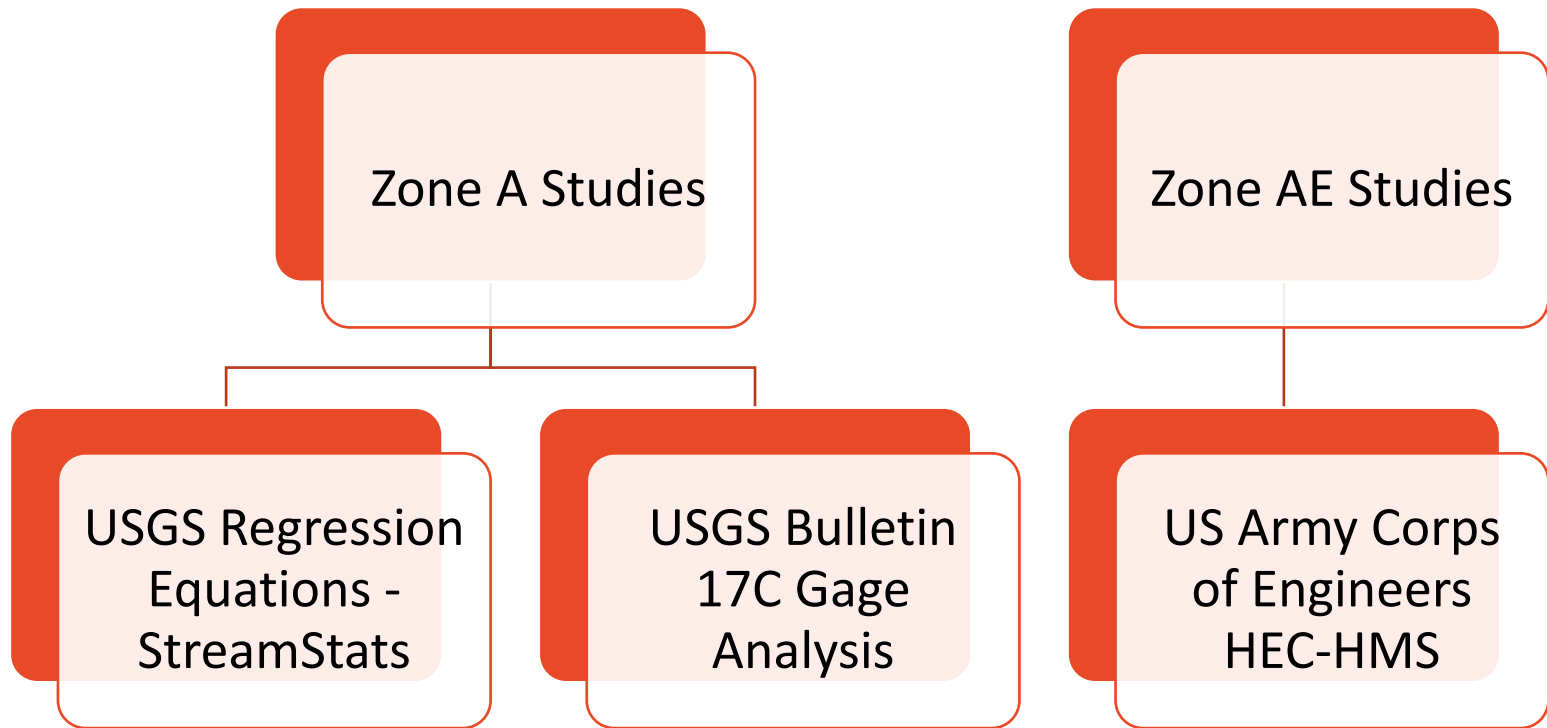 Zone A Studies
Zone AE Studies
USGS Regression
Equations -
StreamStats
USGS Bulletin
17C Gage
Analysis
US Army Corps
of Engineers
HEC-HMS